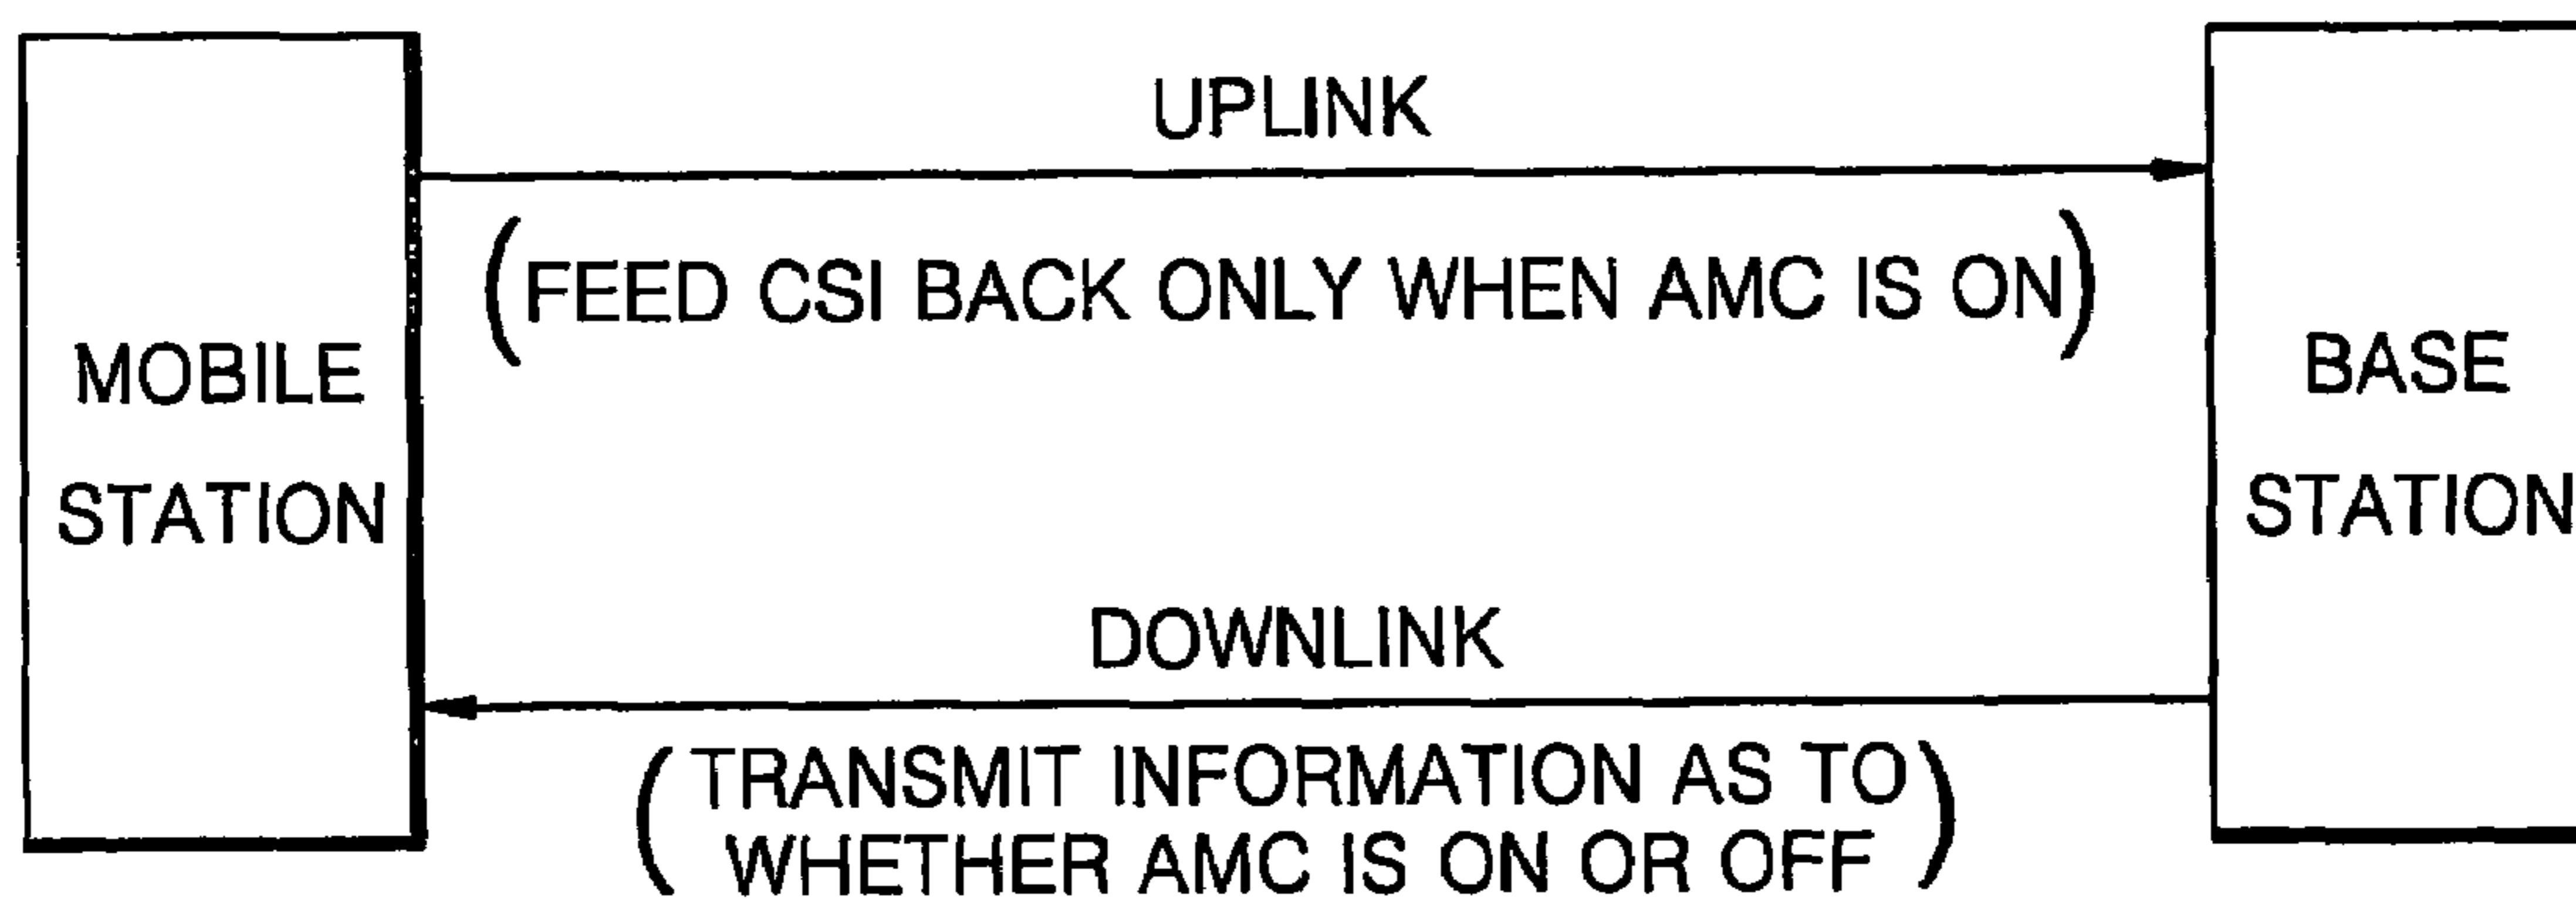 UPLINK
(FEED CSI BACK ONLY WHEN AMC IS ON)
MOBILE
STATION
BASE
STATION
DOWNLINK
(TRANSMIT INFORMATION AS TO
WHETHER AMC IS ON OR OFF)